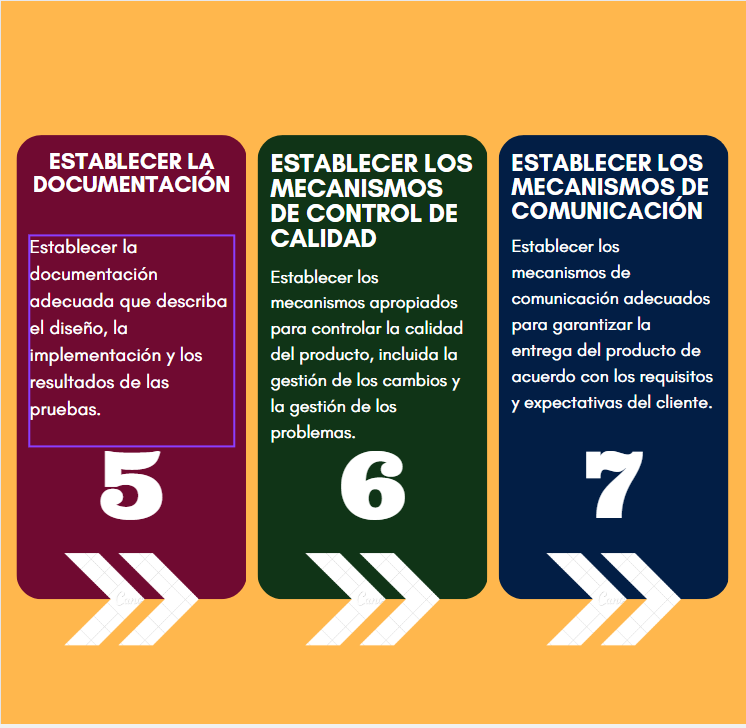 ESTABLECER LA
DOCUMENTACIÓN
Establecer la
documentación
adecuada que describa
el diseño, la
implementación y los
resultados de las
pruebas.
5
ESTABLECER LOS
MECANISMOS
DE CONTROL DE
CALIDAD
Establecer los
mecanismos apropiados
para controlar la calidad
del producto, incluida la
gestión de los cambios y
la gestión de los
problemas.
6
ESTABLECER LOS
MECANISMOS DE
COMUNICACIÓN
Establecer los
mecanismos de
comunicación adecuados
para garantizar la
entrega del producto de
acuerdo con los requisitos
y expectativas del cliente.
7